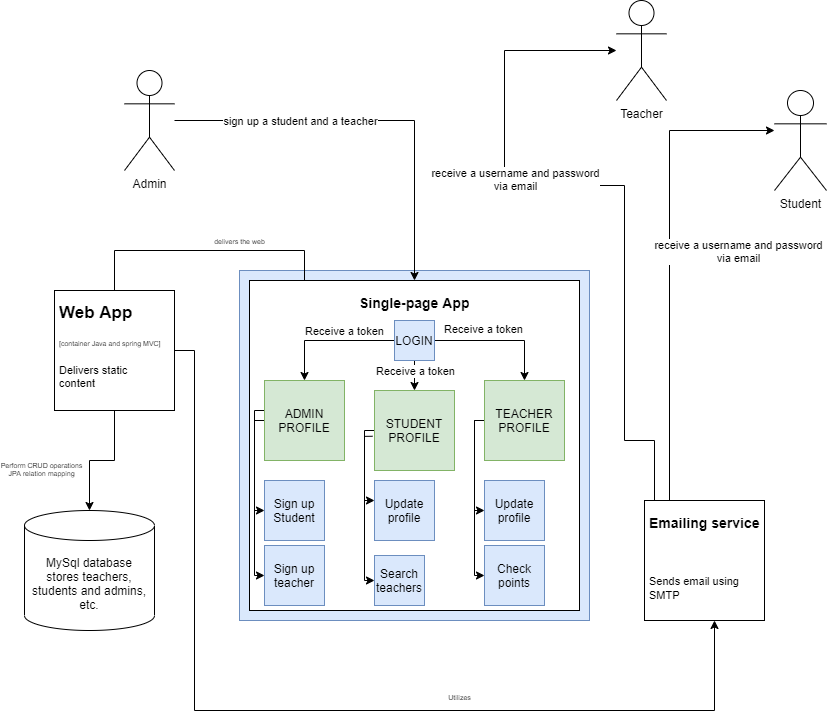 Teacher
Admin
sign up a student and a teacher
Student
receive a username and password
via email
receive a username and password
via email
delivers the web
Web App
[container Java and spring MVC]
Delivers static
content
Single-page App
LOGIN
Receive a token
Receive a token
Receive a token
ADMIN
PROFILE
STUDENT
PROFILE
TEACHER
PROFILE
Sign up
Student
Sign up
teacher
Update
profile
Search
teachers
Update
profile
Check
points
Perform CRUD operations
JPA relation mapping
MySql database
stores teachers,
students and admins,
etc.
Emailing service
Sends email using
SMTP
Utilizes